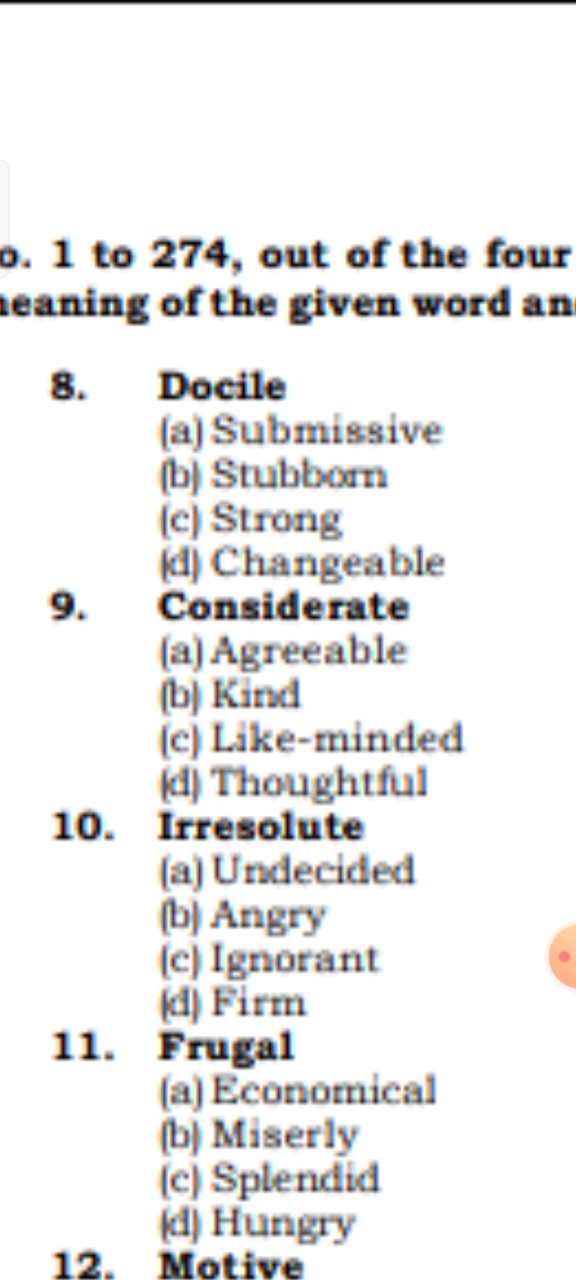 o. 1 to 274, out of the four
meaning of the given word an
8. Docile
(a) Submissive
(b) Stubborn
(c) Strong
(d) Changeable
9. Considerate
(a) Agreeable
(b) Kind
(c) Like-minded
(d) Thoughtful
10. Irresolute
(a) Undecided
(b) Angry
(c) Ignorant
(d) Firm
11. Frugal
(a) Economical
(b) Miserly
(c) Splendid
(d) Hungry
12. Motive